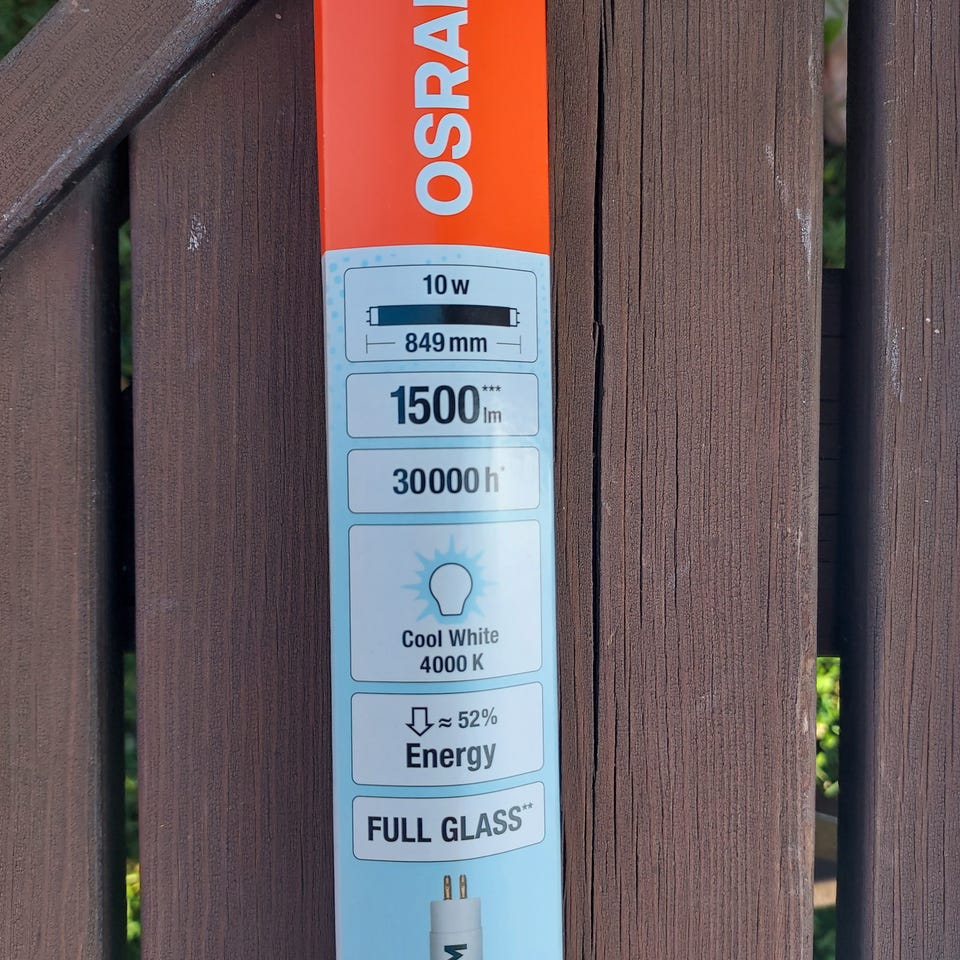 OSRA
10 w
849 mm
1500*** lm
30000 h*
Cool White
4000 K
≈ 52%
Energy
FULL GLASS**
M